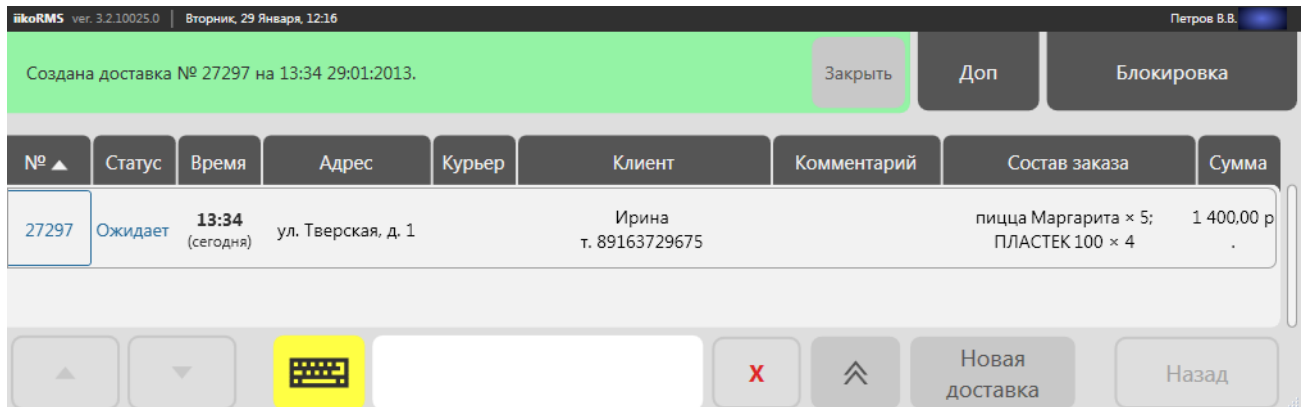 iikoRMS ver. 3.2.10025.0 | Вторник, 29 Января, 12:16 Петров В.В.
Создана доставка № 27297 на 13:34 29:01:2013. Закрыть Доп Блокировка
№ ▲ Статус Время Адрес Курьер Клиент Комментарий Состав заказа Сумма
27297 Ожидает 13:34 (сегодня) ул. Тверская, д. 1 Ирина т. 89163729675 пицца Маргарита × 5; ПЛАСТЕК 100 × 4 1 400,00 р.
X Новая доставка Назад